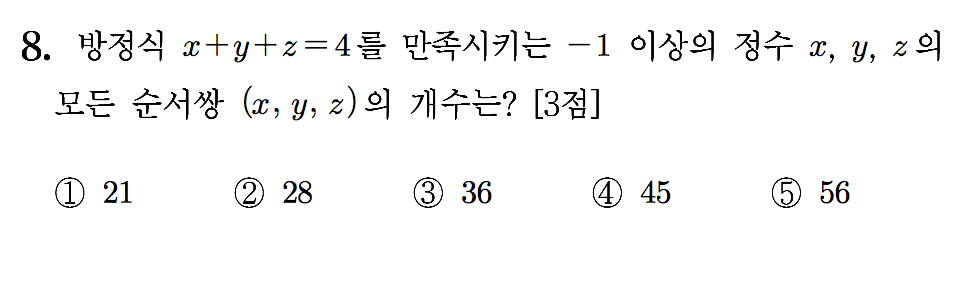 8. 방정식 x+y+z=4를 만족시키는 −1 이상의 정수 x, y, z의
모든 순서쌍 (x, y, z)의 개수는? [3점]
① 21 ② 28 ③ 36 ④ 45 ⑤ 56